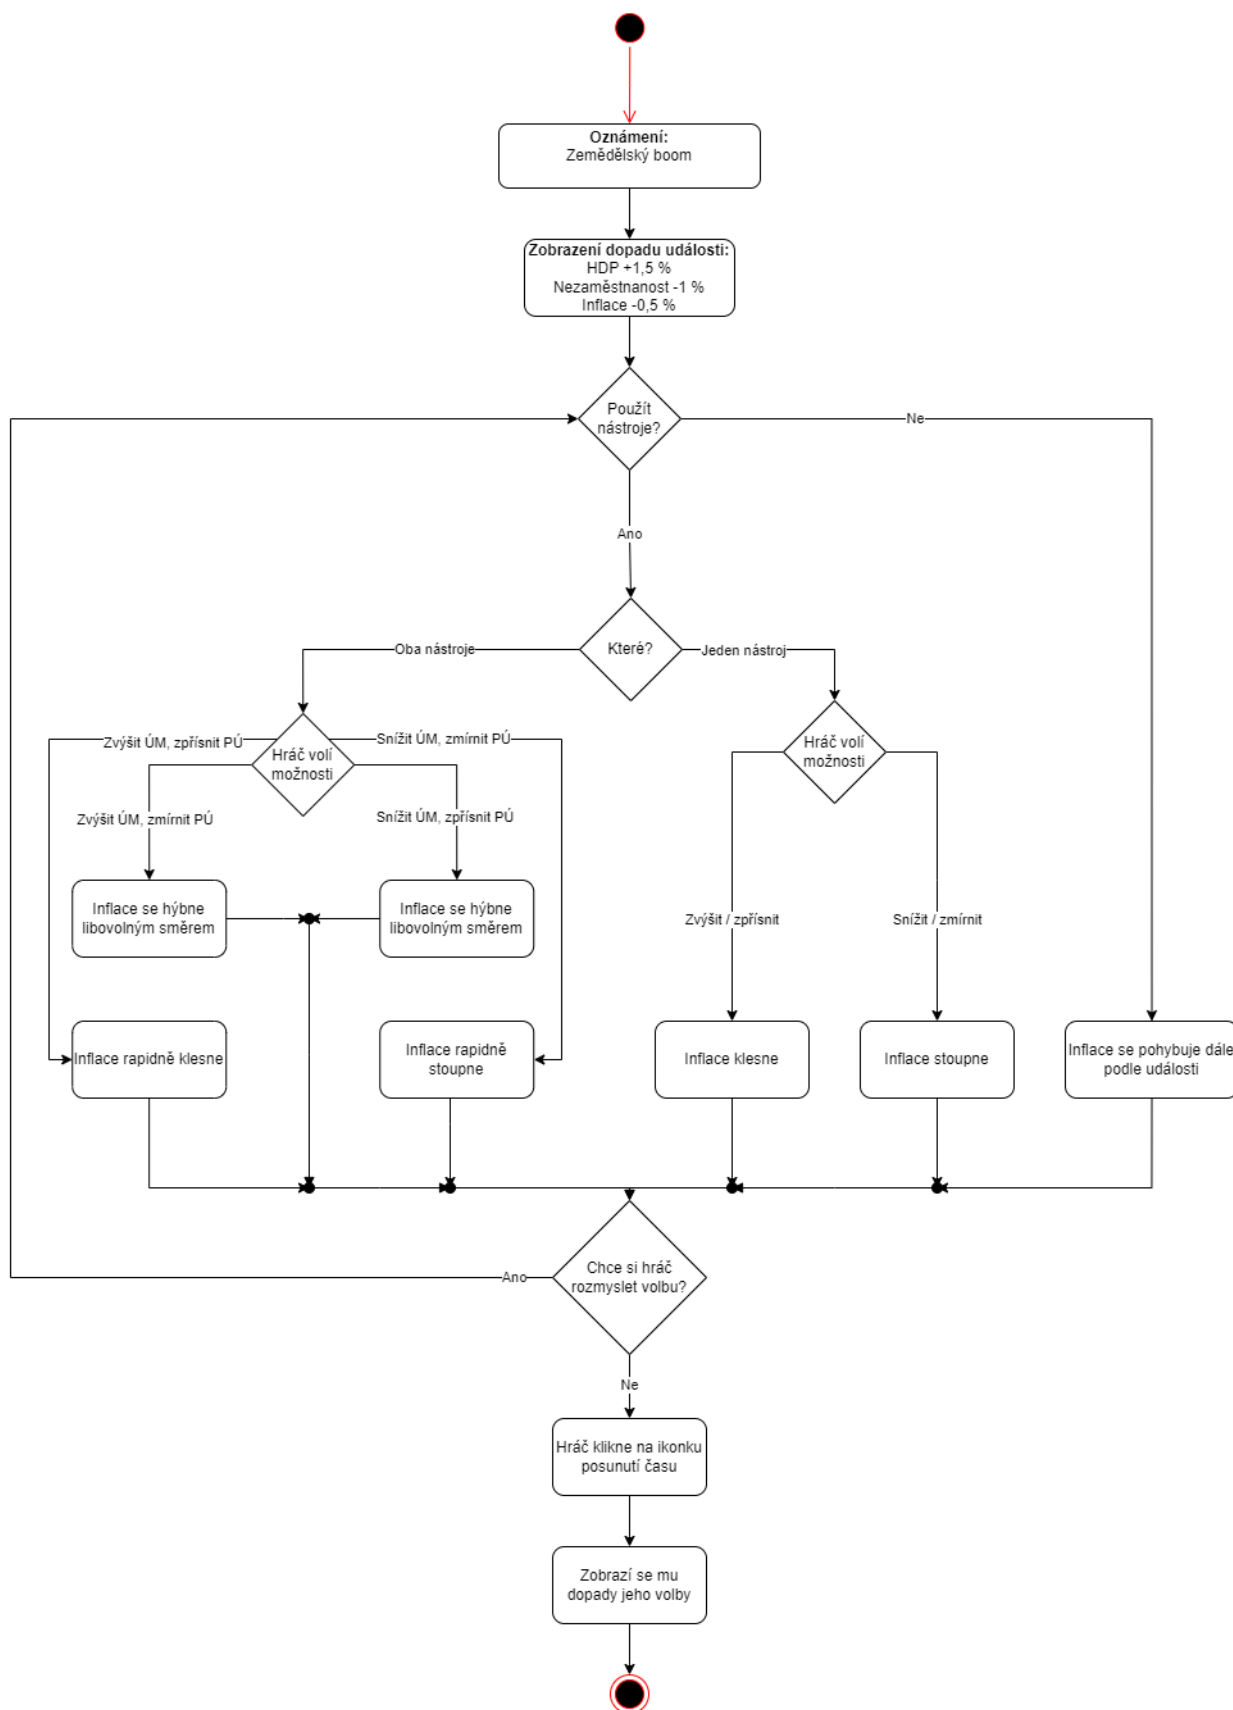 Oznámení:
Zemědělský boom
Zobrazení dopadu události:
HDP +1,5 %
Nezaměstnanost -1 %
Inflace -0,5 %
Použít
nástroje?
Ne
Ano
Které?
Oba nástroje
Jeden nástroj
Hráč volí
možnosti
Zvýšit ÚM, zpřísnit PÚ
Snížit ÚM, zmírnit PÚ
Zvýšit ÚM, zmírnit PÚ
Snížit ÚM, zpřísnit PÚ
Hráč volí
možnosti
Inflace se hýbne
libovolným směrem
Inflace se hýbne
libovolným směrem
Zvýšit / zpřísnit
Snížit / zmírnit
Inflace rapidně klesne
Inflace rapidně
stoupne
Inflace klesne
Inflace stoupne
Inflace se pohybuje dále
podle události
Chce si hráč
rozmyslet volbu?
Ano
Ne
Hráč klikne na ikonku
posunutí času
Zobrazí se mu
dopady jeho volby